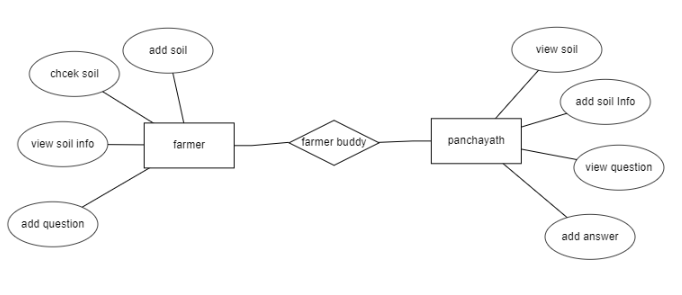 add soil
chcek soil
view soil info
add question
farmer
farmer buddy
panchayath
view soil
add soil Info
view question
add answer